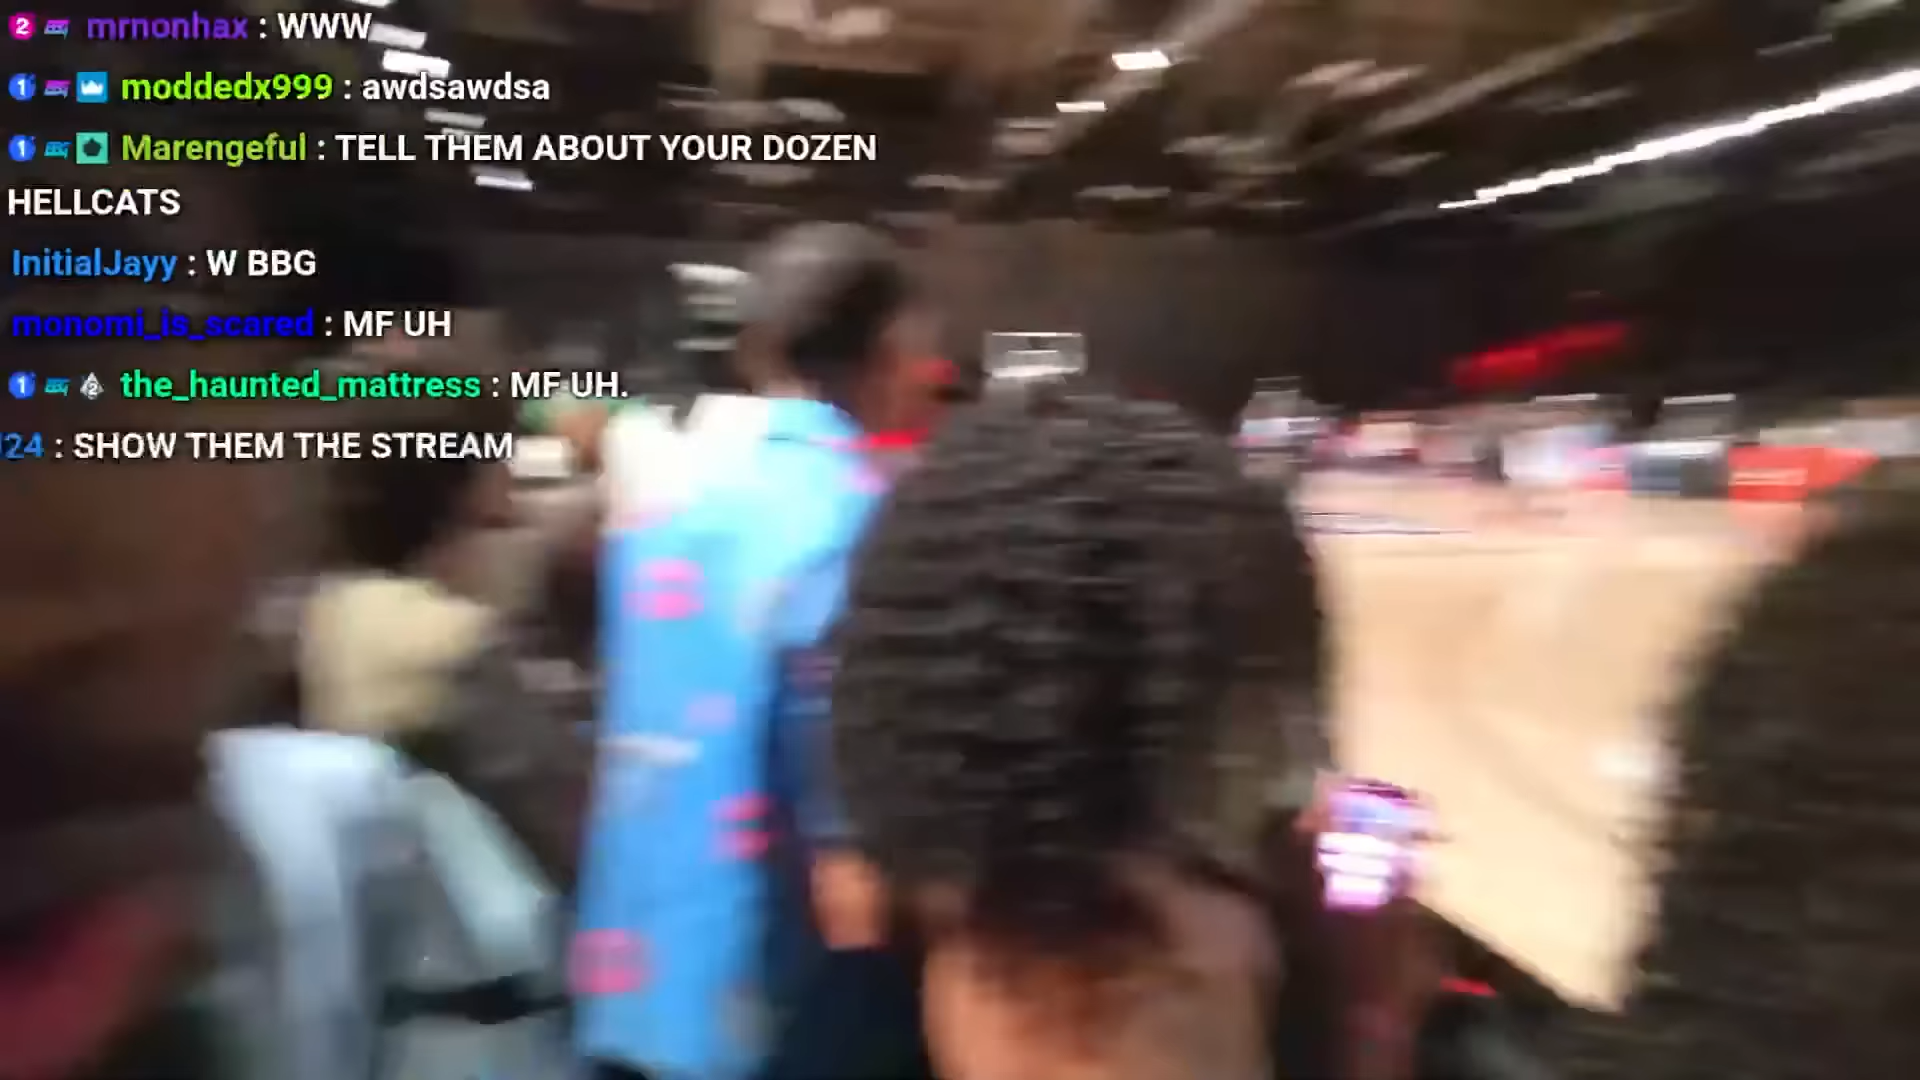 mrnonhax : WWW
moddedx999 : awdsawdsa
Marengeful : TELL THEM ABOUT YOUR DOZEN
HELLCATS
InitialJayy : W BBG
monomi_is_scared : MF UH
the_haunted_mattress : MF UH.
24 : SHOW THEM THE STREAM